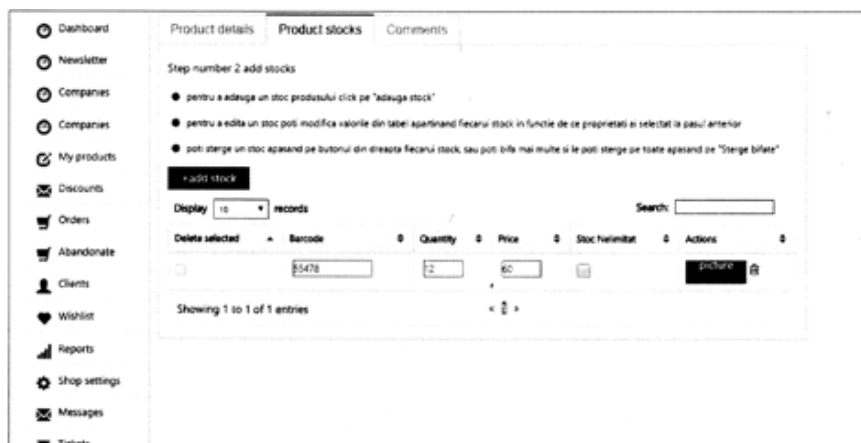 Dashboard
Newsletter
Companies
Companies
My products
Discounts
Orders
Abandonate
Clients
Wishlist
Reports
Shop settings
Messages
Tickets
Product details
Product stocks
Comments
Step number 2 add stocks
pentru a adauga un stoc produsului click pe "adauga stock"
pentru a edita un stoc poti modifica valorile din tabel apartinand fiecarui stock in functie de ce proprietati ai selectat la pasul anterior
poti sterge un stoc apasand pe butonul din dreapta fiecarui stock, sau poti bifa mai multe si le poti sterge pe toate apasand pe "Sterge bifate"
+add stock
Display 10 records
Search:
Delete selected Barcode Quantity Price Stoc Nelimitat Actions
55478 12 60 picture
Showing 1 to 1 of 1 entries
« 1 »